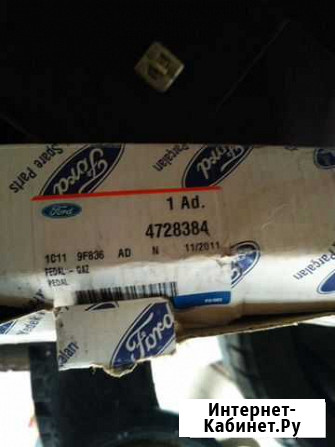 Spare Parts
Ford
Parçaları
Ford
Ford
1 Ad.
4728384
1C11 9F836 AD N 11/2011
PEDAL - GAZ
PEDAL
Ford
Интернет-
Кабинет.Ру